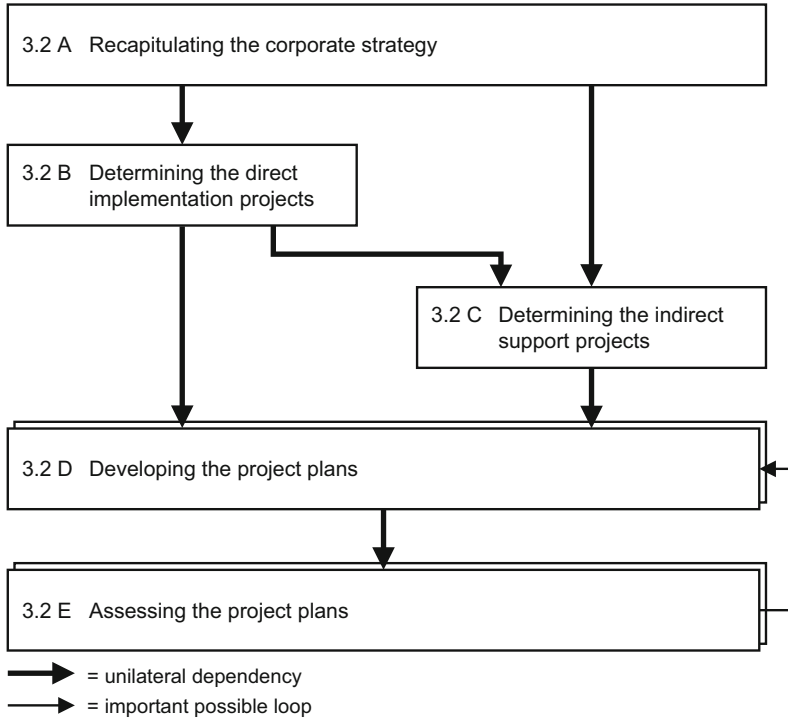 3.2 A Recapitulating the corporate strategy
3.2 B Determining the direct
implementation projects
3.2 C Determining the indirect
support projects
3.2 D Developing the project plans
3.2 E Assessing the project plans
= unilateral dependency
= important possible loop